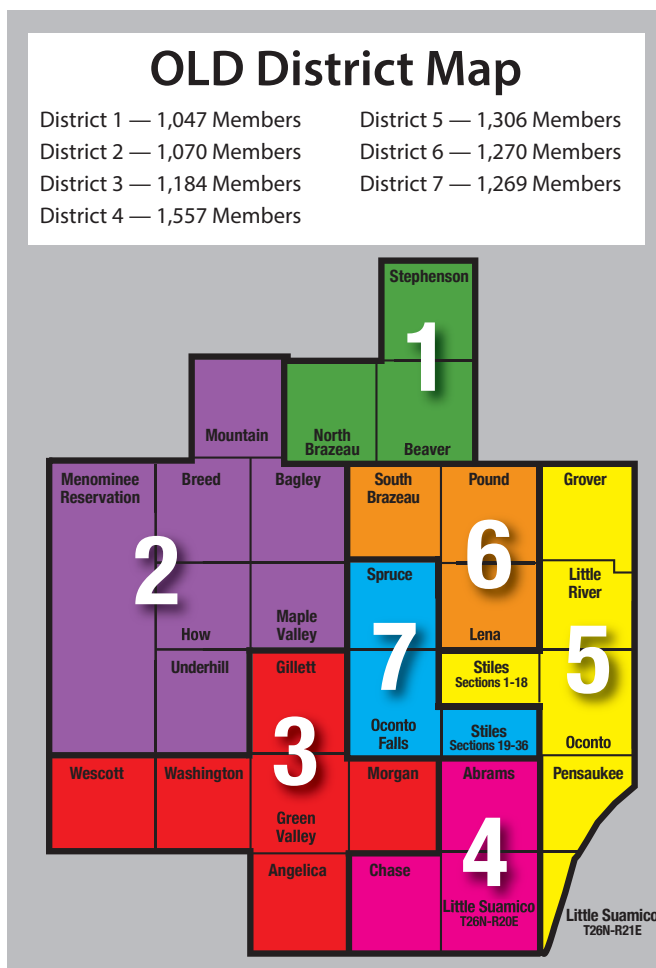 OLD District Map
District 1 — 1,047 Members
District 2 — 1,070 Members
District 3 — 1,184 Members
District 4 — 1,557 Members
District 5 — 1,306 Members
District 6 — 1,270 Members
District 7 — 1,269 Members
Stephenson
1
Mountain
North
Brazeau
Beaver
Menominee
Reservation
Breed
Bagley
South
Brazeau
Pound
Grover
2
6
Spruce
Little
River
How
Maple
Valley
7
Lena
5
Underhill
Gillett
Stiles
Sections 1-18
3
Oconto
Falls
Stiles
Sections 19-36
Oconto
Wescott
Washington
Morgan
Abrams
Pensaukee
Green
Valley
4
Angelica
Chase
Little Suamico
T26N-R20E
Little Suamico
T26N-R21E